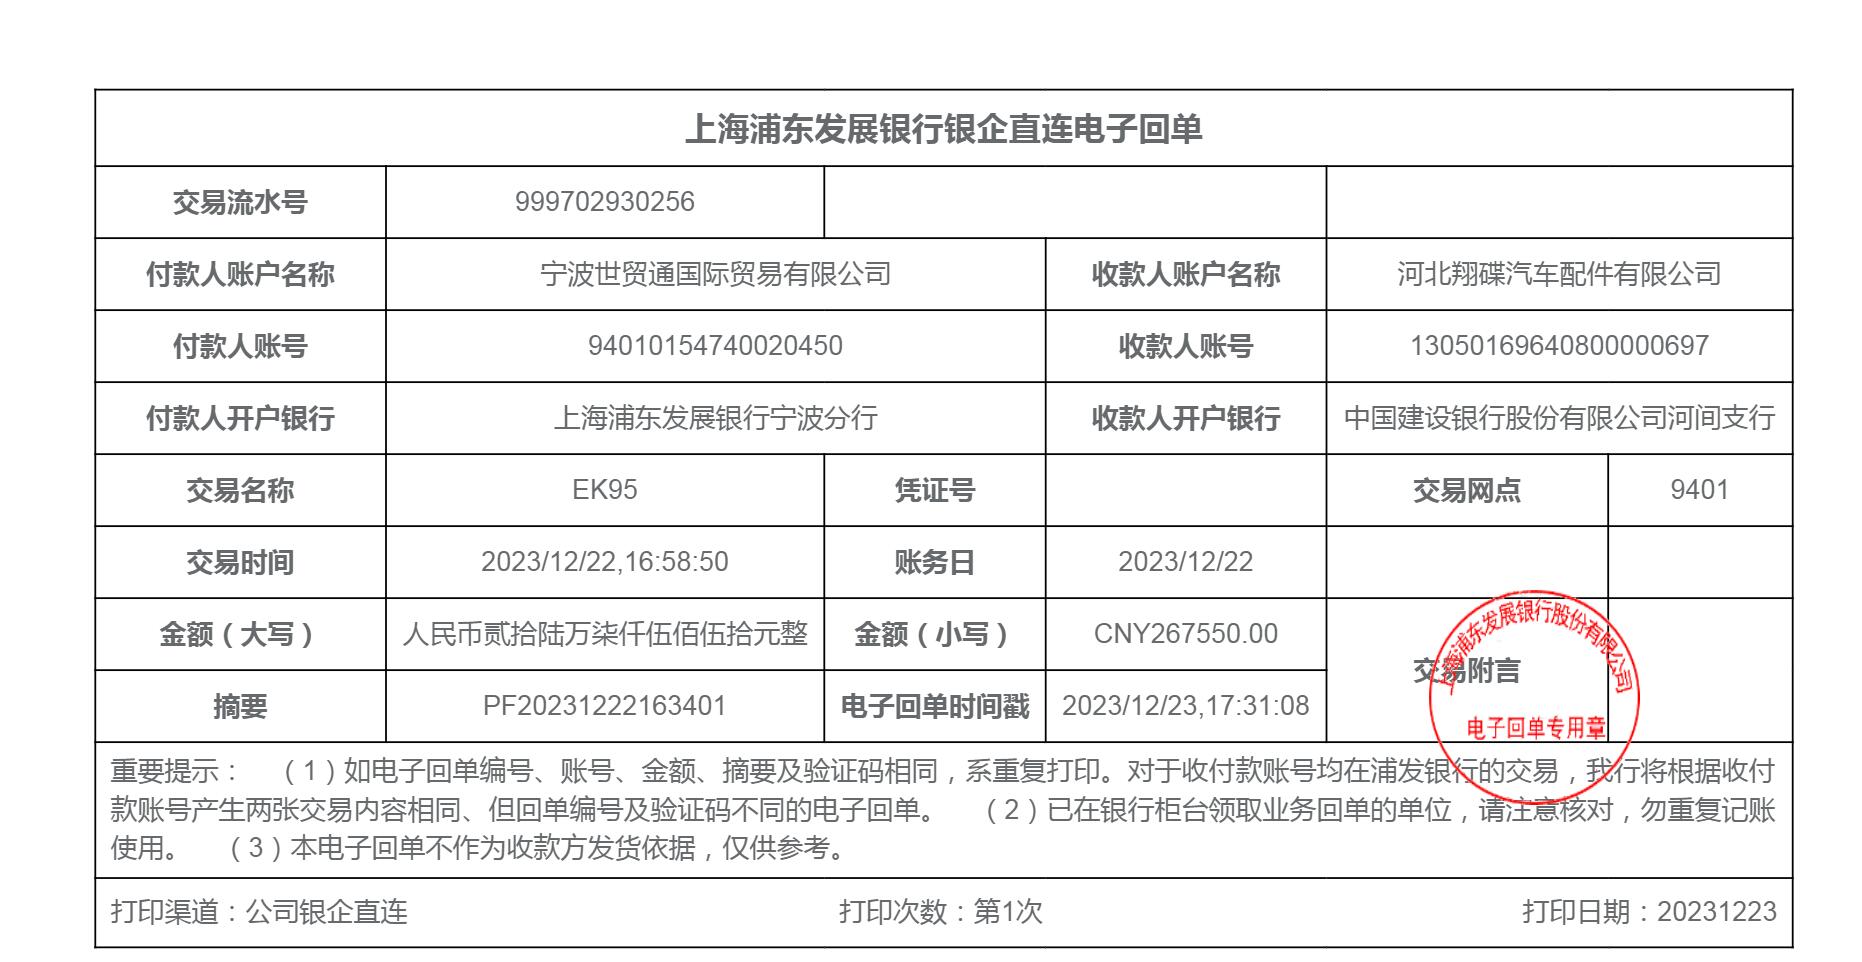 上海浦东发展银行银企直连电子回单
交易流水号 999702930256
付款人账户名称 宁波世贸通国际贸易有限公司 收款人账户名称 河北翔碟汽车配件有限公司
付款人账号 94010154740020450 收款人账号 13050169640800000697
付款人开户银行 上海浦东发展银行宁波分行 收款人开户银行 中国建设银行股份有限公司河间支行
交易名称 EK95 凭证号 交易网点 9401
交易时间 2023/12/22,16:58:50 账务日 2023/12/22
金额（大写） 人民币贰拾陆万柒仟伍佰伍拾元整 金额（小写） CNY267550.00
交易附言
摘要 PF20231222163401 电子回单时间戳 2023/12/23,17:31:08
上海浦东发展银行股份有限公司
电子回单专用章
重要提示： （1）如电子回单编号、账号、金额、摘要及验证码相同，系重复打印。对于收付款账号均在浦发银行的交易，我行将根据收付
款账号产生两张交易内容相同、但回单编号及验证码不同的电子回单。 （2）已在银行柜台领取业务回单的单位，请注意核对，勿重复记账
使用。 （3）本电子回单不作为收款方发货依据，仅供参考。
打印渠道：公司银企直连 打印次数：第1次 打印日期：20231223